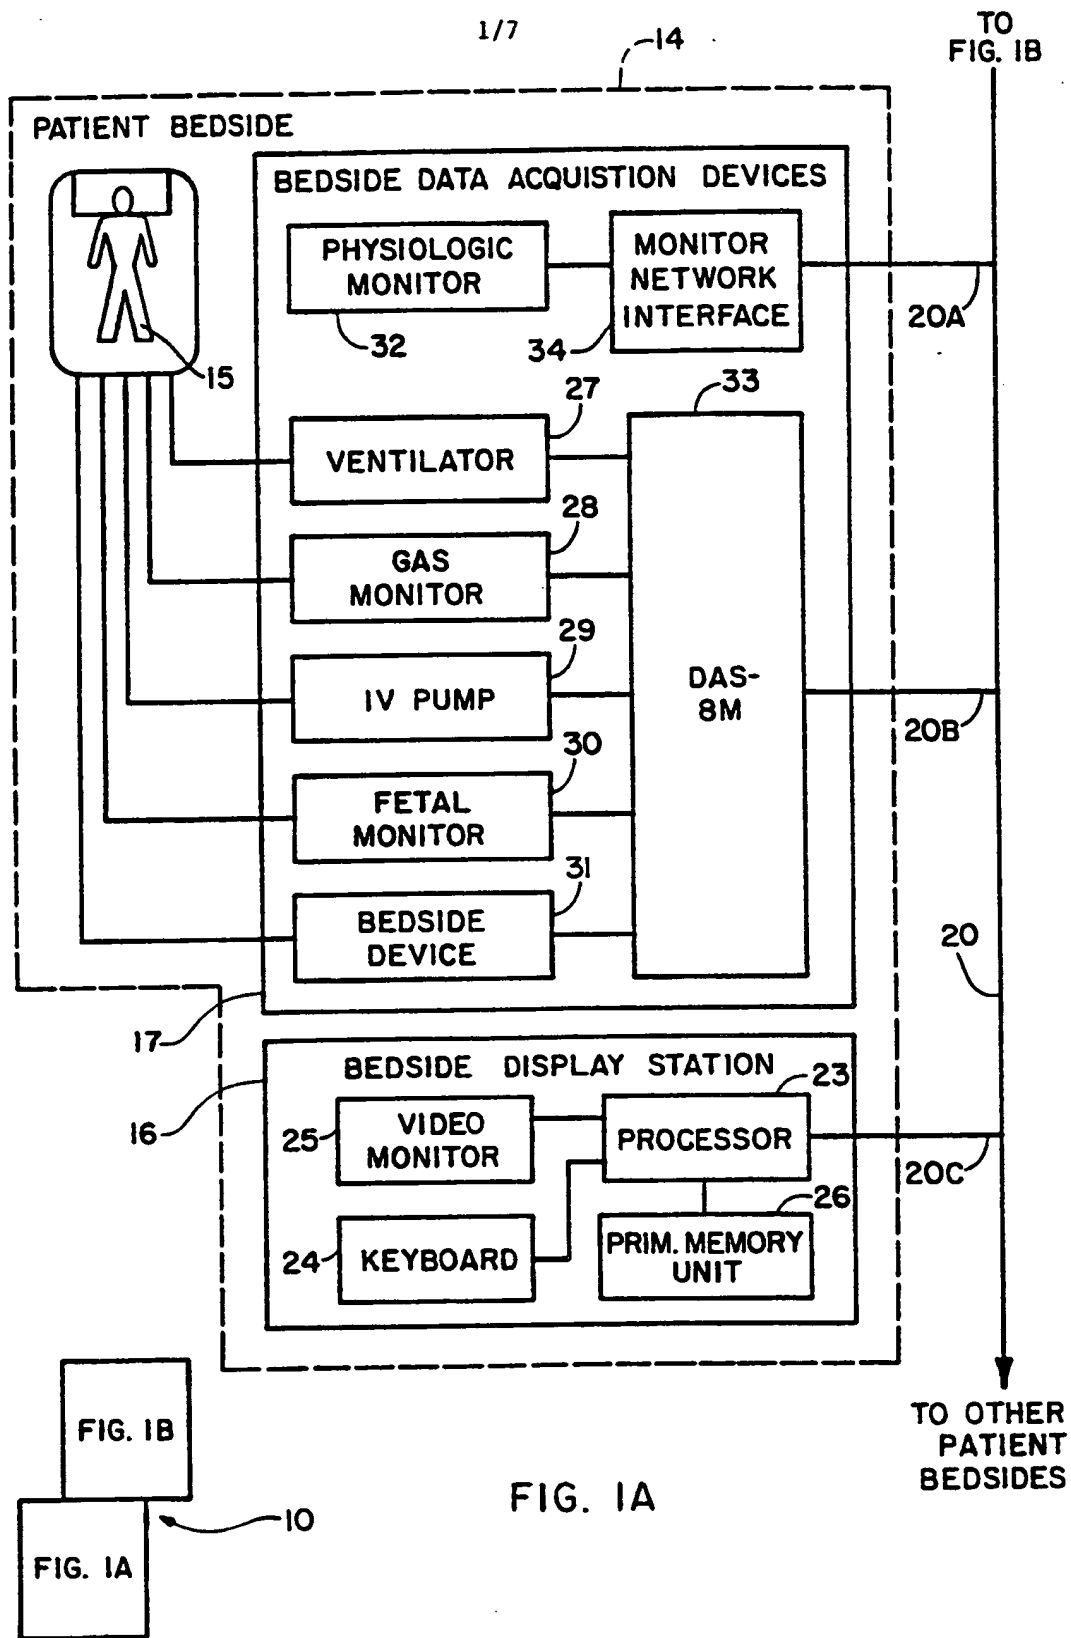 1/7
14
TO
FIG. 1B
PATIENT BEDSIDE
BEDSIDE DATA ACQUISTION DEVICES
PHYSIOLOGIC
MONITOR
MONITOR
NETWORK
INTERFACE
32
34
20A
15
27
33
VENTILATOR
28
GAS
MONITOR
29
IV PUMP
DAS-
8M
20B
30
FETAL
MONITOR
31
BEDSIDE
DEVICE
20
17
BEDSIDE DISPLAY STATION
23
16
25
VIDEO
MONITOR
PROCESSOR
20C
26
24
KEYBOARD
PRIM. MEMORY
UNIT
TO OTHER
PATIENT
BEDSIDES
FIG. 1B
FIG. 1A
10
FIG. 1A